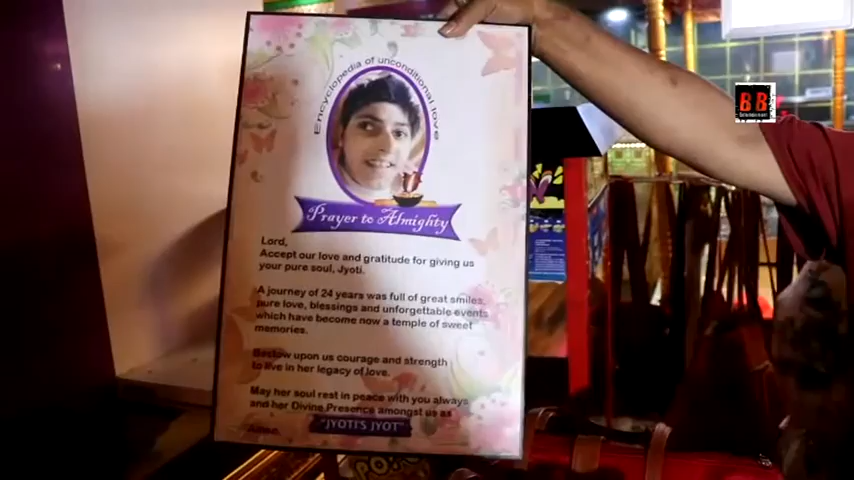 BB
Encyclopedia of unconditional love
Prayer to Almighty
Lord,
Accept our love and gratitude for giving us
your pure soul, Jyoti.
A journey of 24 years was full of great smiles,
pure love, blessings and unforgettable events
which have become now a temple of sweet
memories.
Bestow upon us courage and strength
to live in her legacy of love.
May her soul rest in peace with you always
and her Divine Presence amongst us as
"JYOTI'S JYOT"
Amen.